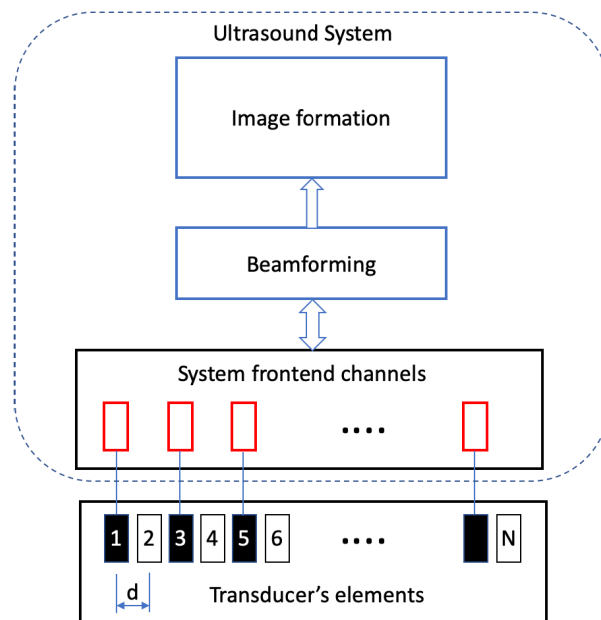 Ultrasound System
Image formation
Beamforming
System frontend channels
....
1 2 3 4 5 6 .... N
d
Transducer's elements